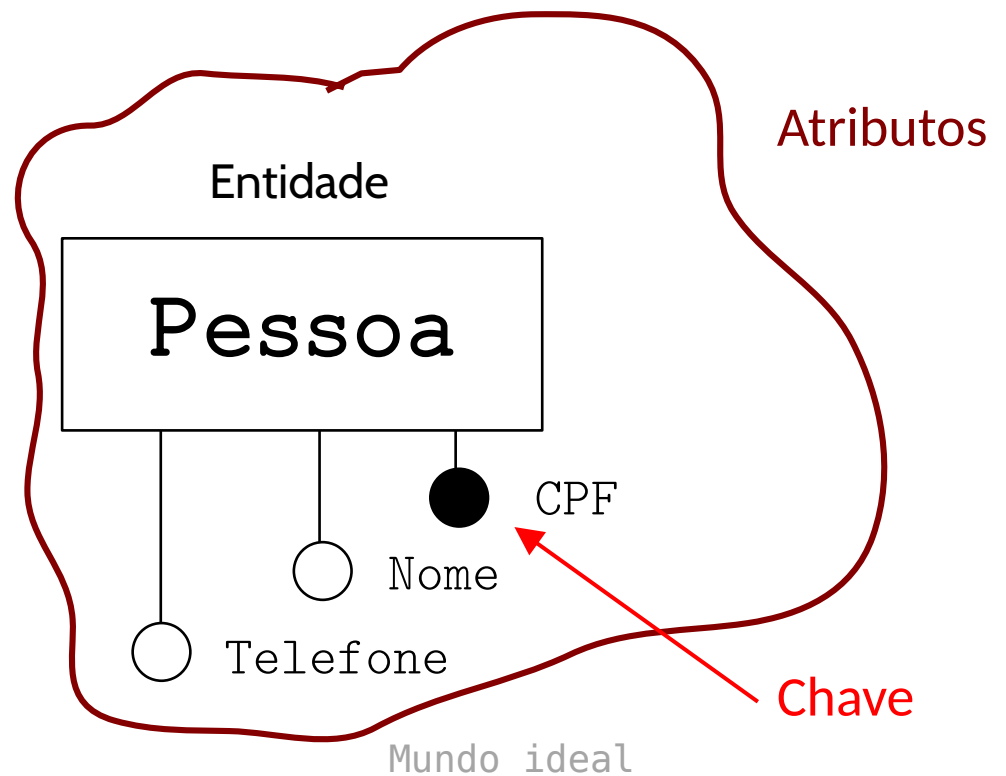 Atributos
Entidade
Pessoa
CPF
Nome
Telefone
Chave
Mundo ideal